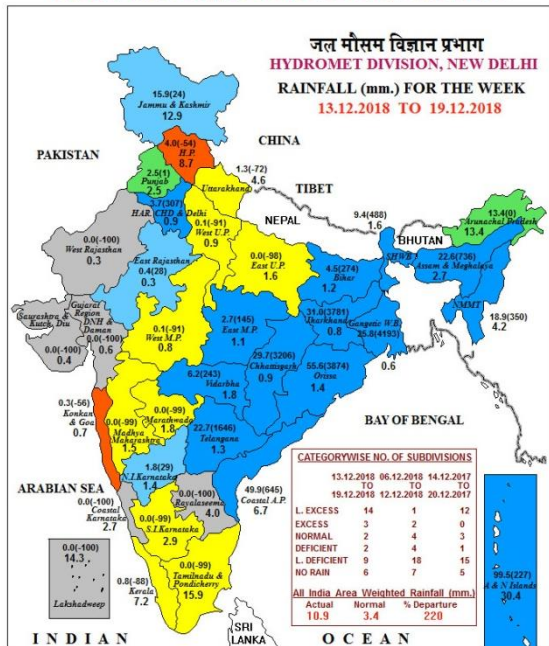 जल मौसम विज्ञान प्रभाग
HYDROMET DIVISION, NEW DELHI
RAINFALL (mm.) FOR THE WEEK
13.12.2018 TO 19.12.2018
15.9(24)
Jammu & Kashmir
12.9
CHINA
4.0(-54)
H.P.
8.7
PAKISTAN
2.5(1)
Punjab
2.5
1.3(-72)
4.6
Uttarakhand
TIBET
3.7(307)
HAR. CHD & Delhi
0.9
NEPAL
9.4(488)
1.6
SHWB
BHUTAN
13.4(0)
Arunachal Pradesh
13.4
0.0(-100)
West Rajasthan
0.3
0.1(-91)
West U.P.
0.9
0.0(-98)
East U.P.
1.6
22.6(736)
Assam & Meghalaya
2.7
East Rajasthan
0.4(28)
0.3
4.5(274)
Bihar
1.2
NMMT
18.9(350)
4.2
Saurashtra &
Kutch, Diu
0.0(-100)
0.4
Gujarat
Region
DNH &
Daman
0.0(-100)
0.6
0.1(-91)
West M.P.
0.8
2.7(145)
East M.P.
1.1
31.0(3781)
Jharkhand
0.8
Gangetic W.B.
25.8(4193)
0.6
29.7(3206)
Chhattisgarh
0.9
55.6(3874)
Orissa
1.4
6.2(243)
Vidarbha
1.8
0.3(-56)
Konkan
& Goa
0.7
0.0(-99)
Madhya
Maharashtra
1.5
0.0(-99)
Marathwada
1.8
22.7(1646)
Telangana
1.3
BAY OF BENGAL
ARABIAN SEA
1.8(29)
N.I.Karnataka
1.4
0.0(-100)
Rayalaseema
4.0
49.9(645)
Coastal A.P.
6.7
0.0(-100)
Coastal
Karnataka
2.7
0.0(-99)
S.I.Karnataka
2.9
0.0(-100)
14.3
Lakshadweep
0.8(-88)
Kerala
7.2
0.0(-99)
Tamilnadu &
Pondicherry
15.9
SRI
LANKA
CATEGORYWISE NO. OF SUBDIVISIONS
13.12.2018 06.12.2018 14.12.2017
TO TO TO
19.12.2018 12.12.2018 20.12.2017
L. EXCESS 14 1 12
EXCESS 3 2 0
NORMAL 2 4 3
DEFICIENT 2 4 1
L. DEFICIENT 9 18 15
NO RAIN 6 7 5
All India Area Weighted Rainfall (mm.)
Actual Normal % Departure
10.9 3.4 220
99.5(227)
A & N Islands
30.4
INDIAN OCEAN